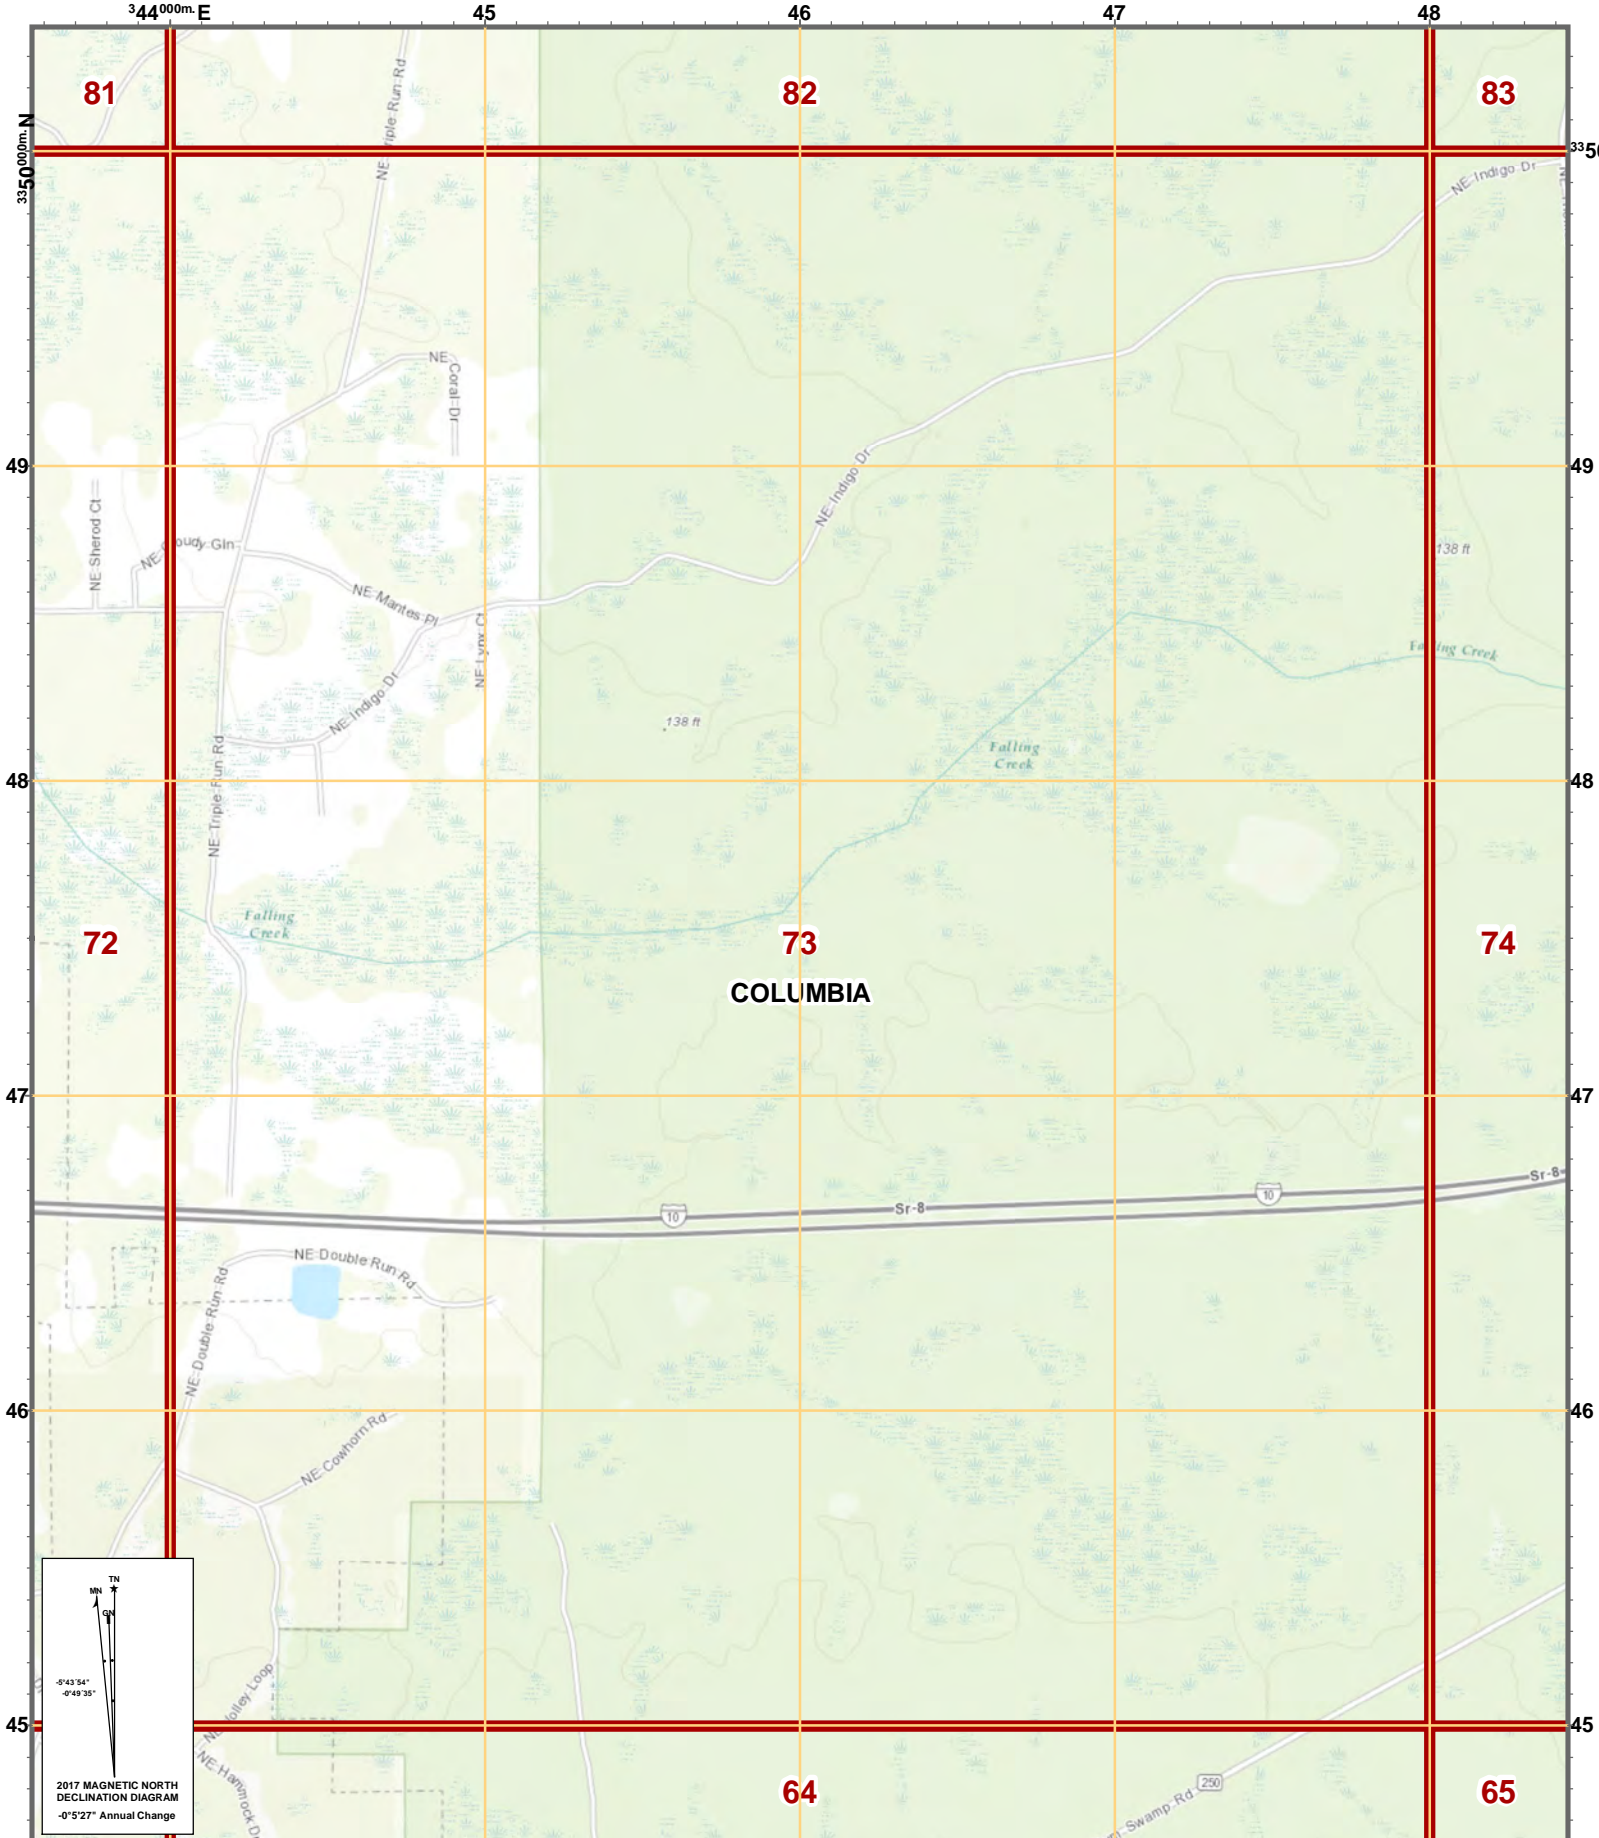 344000m. E
45
46
47
48
81
82
83
3350000m. N
NE Triple Run Rd
NE Indigo Dr
NE Coral Dr
49
49
NE Sherod Ct
NE Cloudy Gln
NE Indigo Dr
138 ft
NE Mantes Pl
NE Lynx Ct
NE Indigo Dr
Falling Creek
138 ft
NE Triple Run Rd
Falling
Creek
48
48
Falling
Creek
72
73
74
COLUMBIA
47
47
Sr-8
10
10
Sr-8
NE Double Run Rd
NE Double Run Rd
46
46
NE Cowhorn Rd
TN
MN
GN
-5°43'54"
-0°49'35"
NE Jolley Loop
45
45
2017 MAGNETIC NORTH
DECLINATION DIAGRAM
-0°5'27" Annual Change
NE Hammock
64
65
250
Swamp Rd